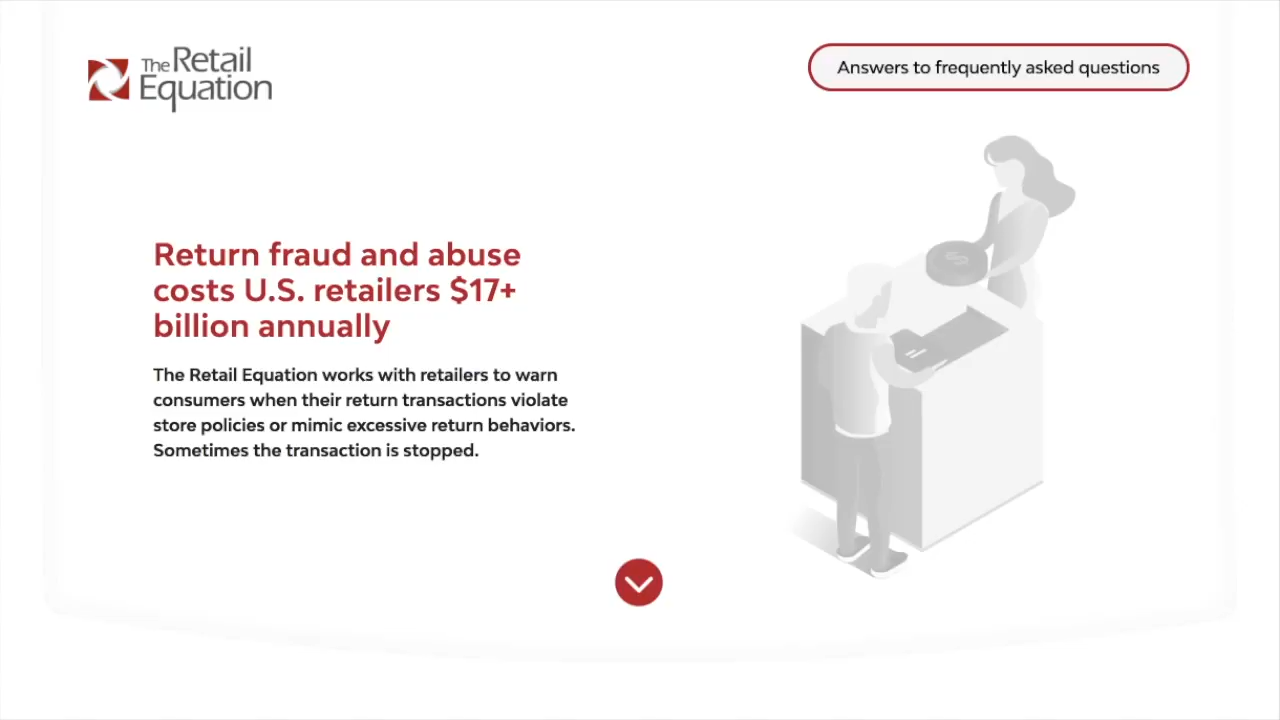 The Retail
Equation
Answers to frequently asked questions
Return fraud and abuse
costs U.S. retailers $17+
billion annually
The Retail Equation works with retailers to warn
consumers when their return transactions violate
store policies or mimic excessive return behaviors.
Sometimes the transaction is stopped.